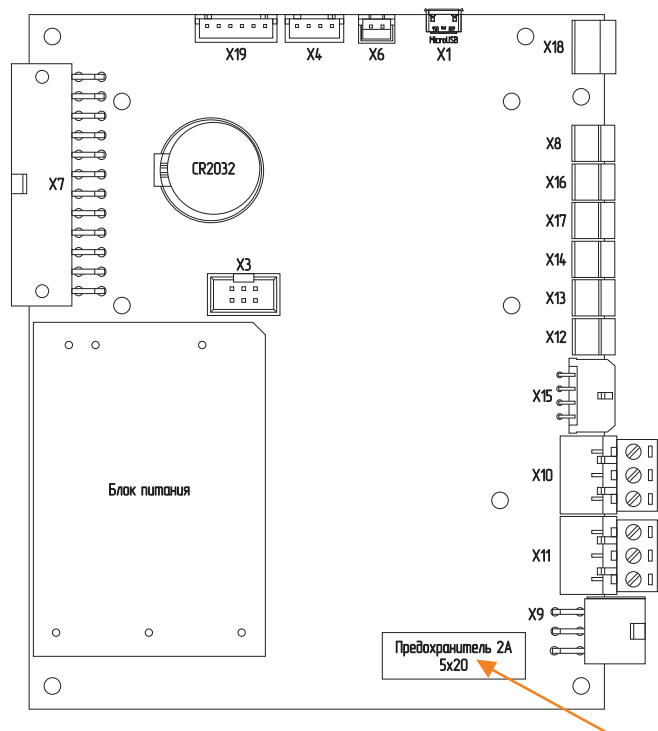 X19
X4
X6
MicroUSB
X1
X18
X8
CR2032
X7
X16
X17
X14
X3
X13
X12
X15
X10
Блок питания
X11
X9
Предохранитель 2А
5x20